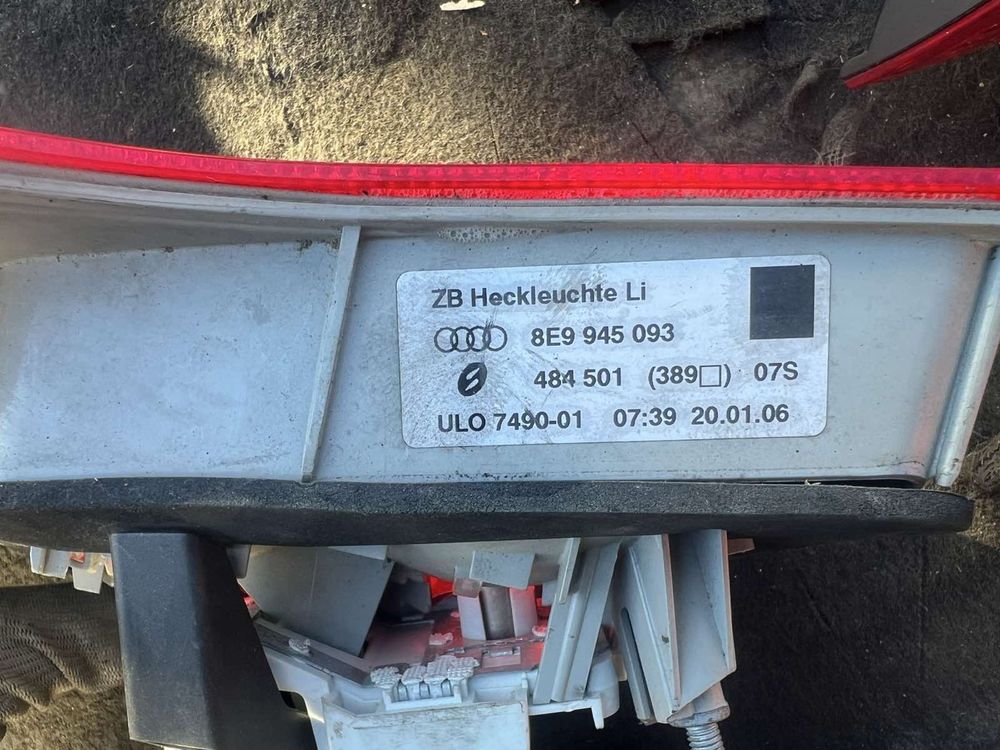 ZB Heckleuchte Li
8E9 945 093
484 501 (389□) 07S
ULO 7490-01 07:39 20.01.06